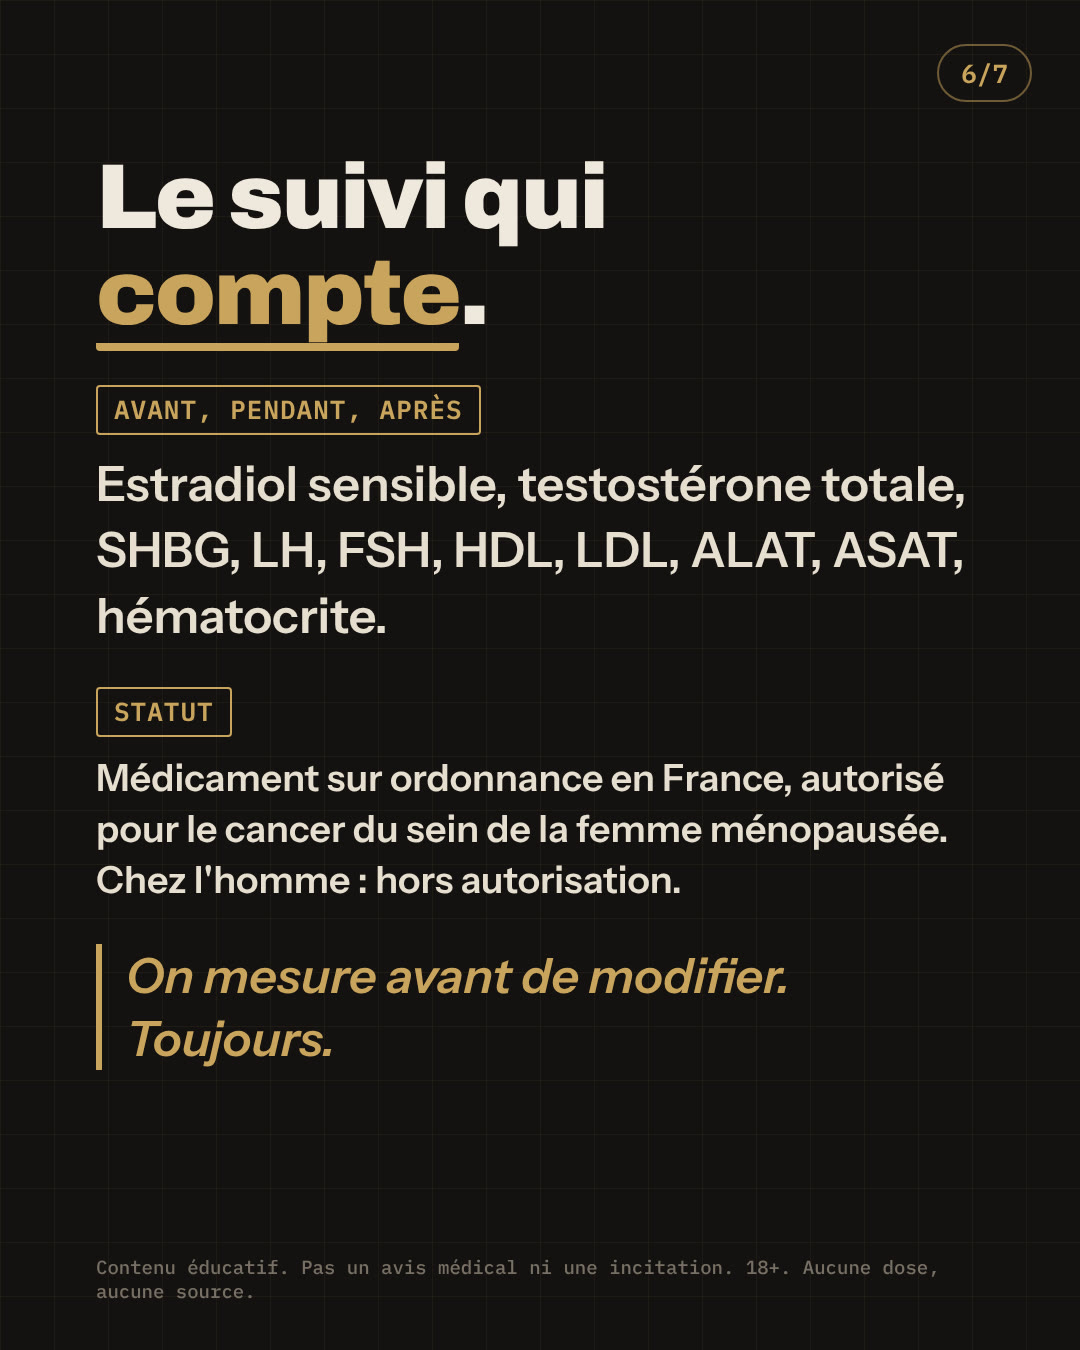 6/7
Le suivi qui
compte.
AVANT, PENDANT, APRÈS
Estradiol sensible, testostérone totale,
SHBG, LH, FSH, HDL, LDL, ALAT, ASAT,
hématocrite.
STATUT
Médicament sur ordonnance en France, autorisé
pour le cancer du sein de la femme ménopausée.
Chez l'homme : hors autorisation.
On mesure avant de modifier.
Toujours.
Contenu éducatif. Pas un avis médical ni une incitation. 18+. Aucune dose,
aucune source.